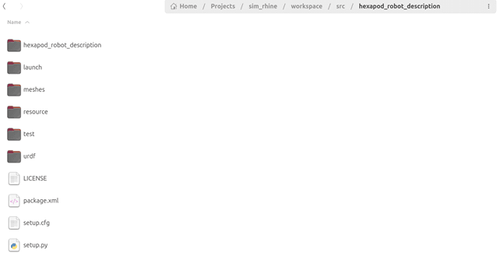 Home / Projects / sim_rhine / workspace / src / hexapod_robot_description
Name
hexapod_robot_description
launch
meshes
resource
test
urdf
LICENSE
package.xml
setup.cfg
setup.py